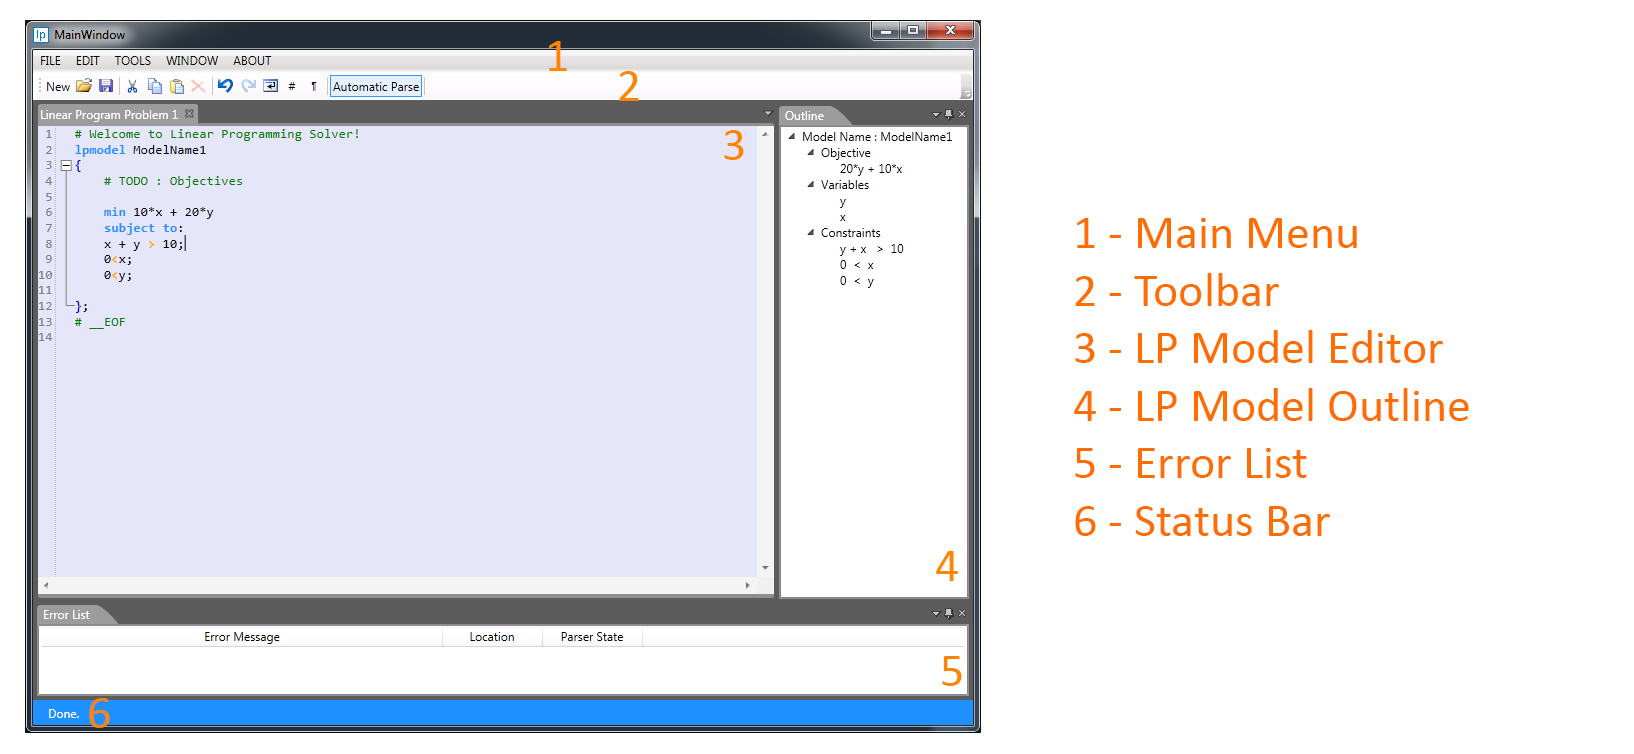 lp MainWindow
FILE EDIT TOOLS WINDOW ABOUT
1
New # ¶ Automatic Parse
2
Linear Program Problem 1
1 # Welcome to Linear Programming Solver!
2 lpmodel ModelName1
3 {
4 # TODO : Objectives
5
6 min 10*x + 20*y
7 subject to:
8 x + y > 10;
9 0<x;
10 0<y;
11
12 };
13 # __EOF
14
3
Outline
Model Name : ModelName1
Objective
20*y + 10*x
Variables
y
x
Constraints
y + x > 10
0 < x
0 < y
4
Error List
Error Message Location Parser State
5
Done. 6
1 - Main Menu
2 - Toolbar
3 - LP Model Editor
4 - LP Model Outline
5 - Error List
6 - Status Bar